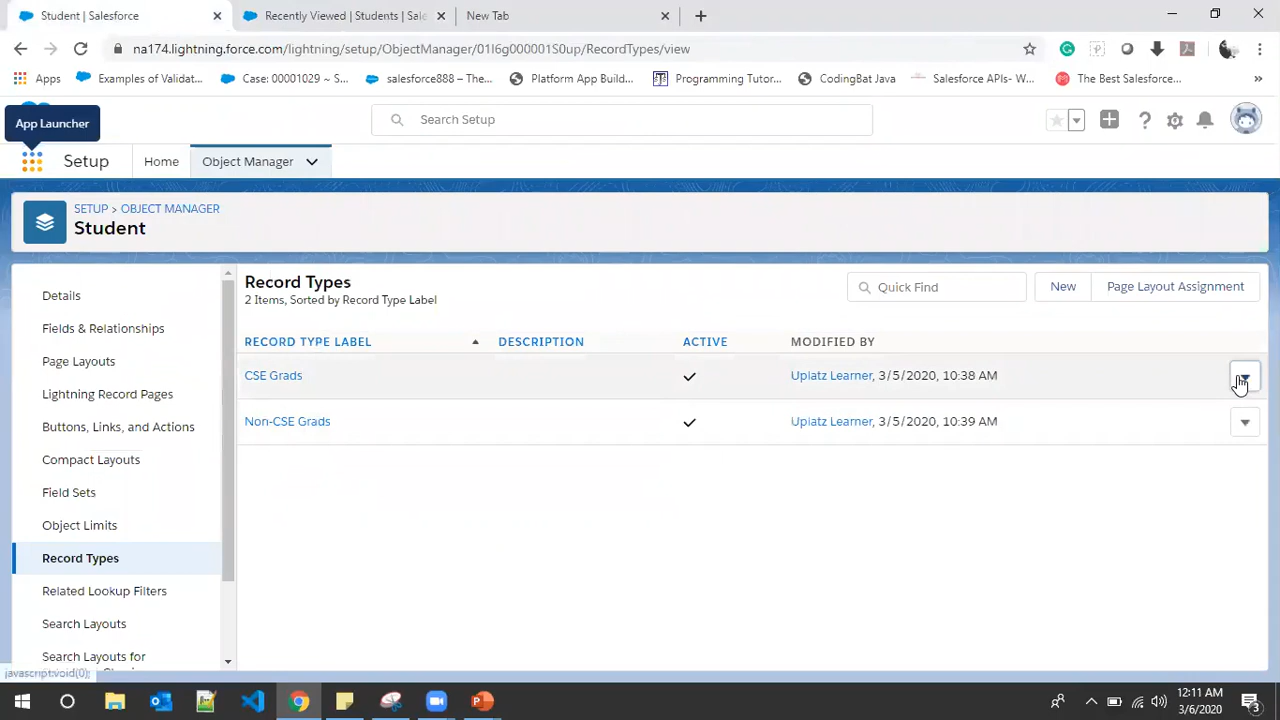 Student | Salesforce
Recently Viewed | Students | Sale
New Tab
na174.lightning.force.com/lightning/setup/ObjectManager/01I6g000001S0up/RecordTypes/view
Apps
Examples of Validat...
Case: 00001029 ~ S...
salesforce888 – The...
Platform App Build...
Programming Tutor...
CodingBat Java
Salesforce APIs- W...
The Best Salesforce...
App Launcher
Search Setup
Setup
Home
Object Manager
SETUP > OBJECT MANAGER
Student
Details
Fields & Relationships
Page Layouts
Lightning Record Pages
Buttons, Links, and Actions
Compact Layouts
Field Sets
Object Limits
Record Types
Related Lookup Filters
Search Layouts
Search Layouts for
Record Types
2 Items, Sorted by Record Type Label
Quick Find
New
Page Layout Assignment
RECORD TYPE LABEL
DESCRIPTION
ACTIVE
MODIFIED BY
CSE Grads
Uplatz Learner, 3/5/2020, 10:38 AM
Non-CSE Grads
Uplatz Learner, 3/5/2020, 10:39 AM
javascript:void(0);
12:11 AM
3/6/2020
3